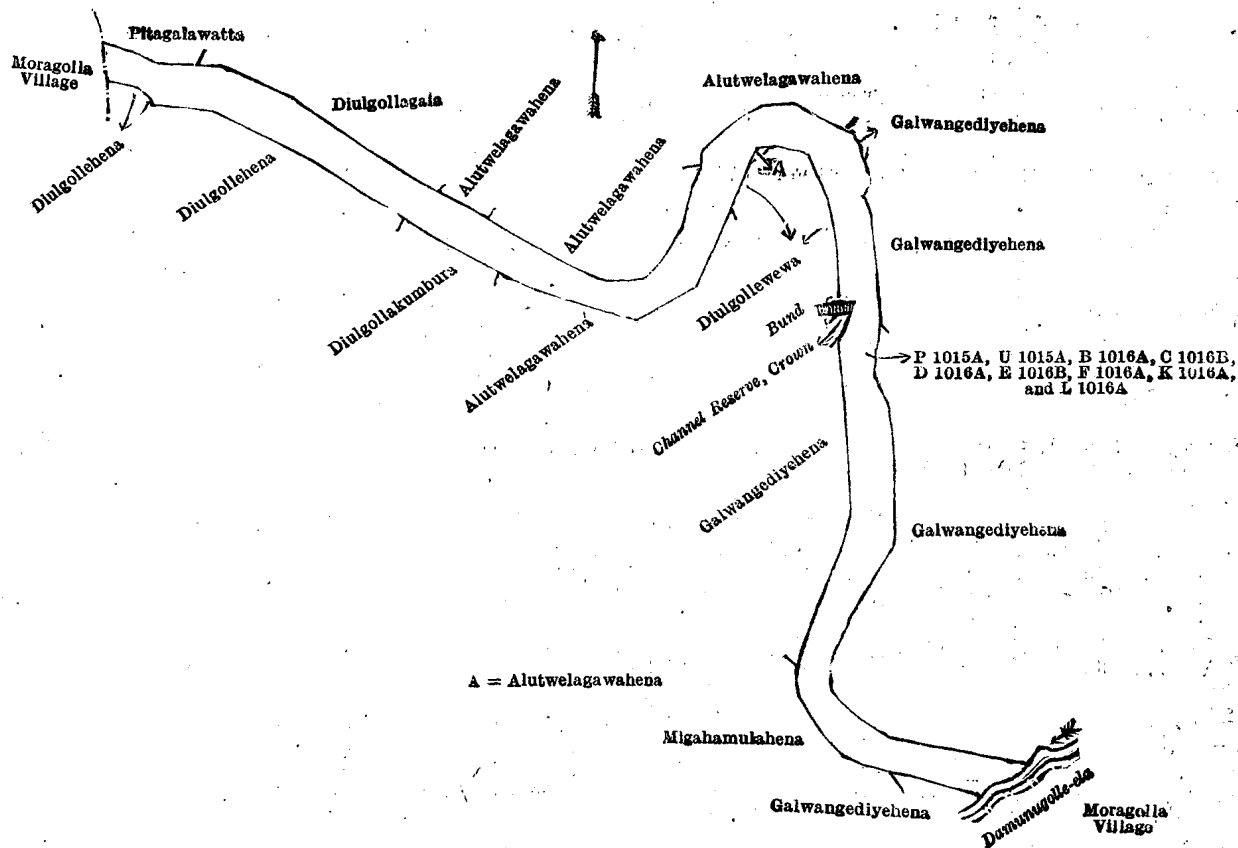 Pitagalawatta
Moragolla
Village
Diulgollagala
Alutwelagawahena
Alutwelagawahena
Galwangediyehena
Diulgollehena
Diulgollehena
Alutwelagawahena
A
Galwangediyehena
Diulgollakumbura
Alutwelagawahena
Diulgollewewa
Bund
Channel Reserve, Crown
P 1015A, U 1015A, B 1016A, C 1016B,
D 1016A, E 1016B, F 1016A, K 1016A,
and L 1016A
Galwangediyehena
Galwangediyehena
A = Alutwelagawahena
Migahamulahena
Galwangediyehena
Damunugolle-ela
Moragolla
Village